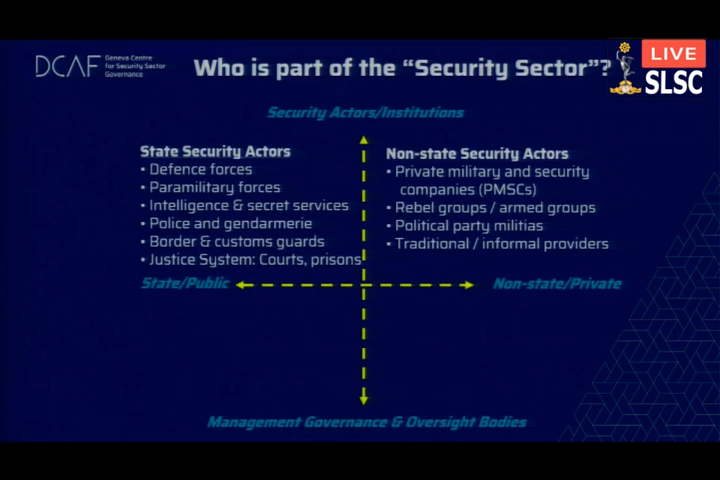 DCAF
Geneva Centre
for Security Sector
Governance
Who is part of the “Security Sector”?
LIVE
SLSC
Security Actors/Institutions
State Security Actors
• Defence forces
• Paramilitary forces
• Intelligence & secret services
• Police and gendarmerie
• Border & customs guards
• Justice System: Courts, prisons
Non-state Security Actors
• Private military and security
companies (PMSCs)
• Rebel groups / armed groups
• Political party militias
• Traditional / informal providers
State/Public
Non-state/Private
Management Governance & Oversight Bodies